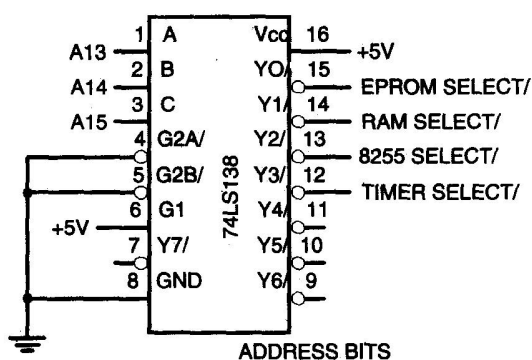 1 A Vcc 16
A13 +5V
2 B YO/ 15
A14 EPROM SELECT/
3 C Y1/ 14
A15 RAM SELECT/
4 G2A/ Y2/ 13
8255 SELECT/
5 G2B/ Y3/ 12
TIMER SELECT/
6 G1 Y4/ 11
+5V
7 Y7/ Y5/ 10
8 GND Y6/ 9
74LS138
ADDRESS BITS